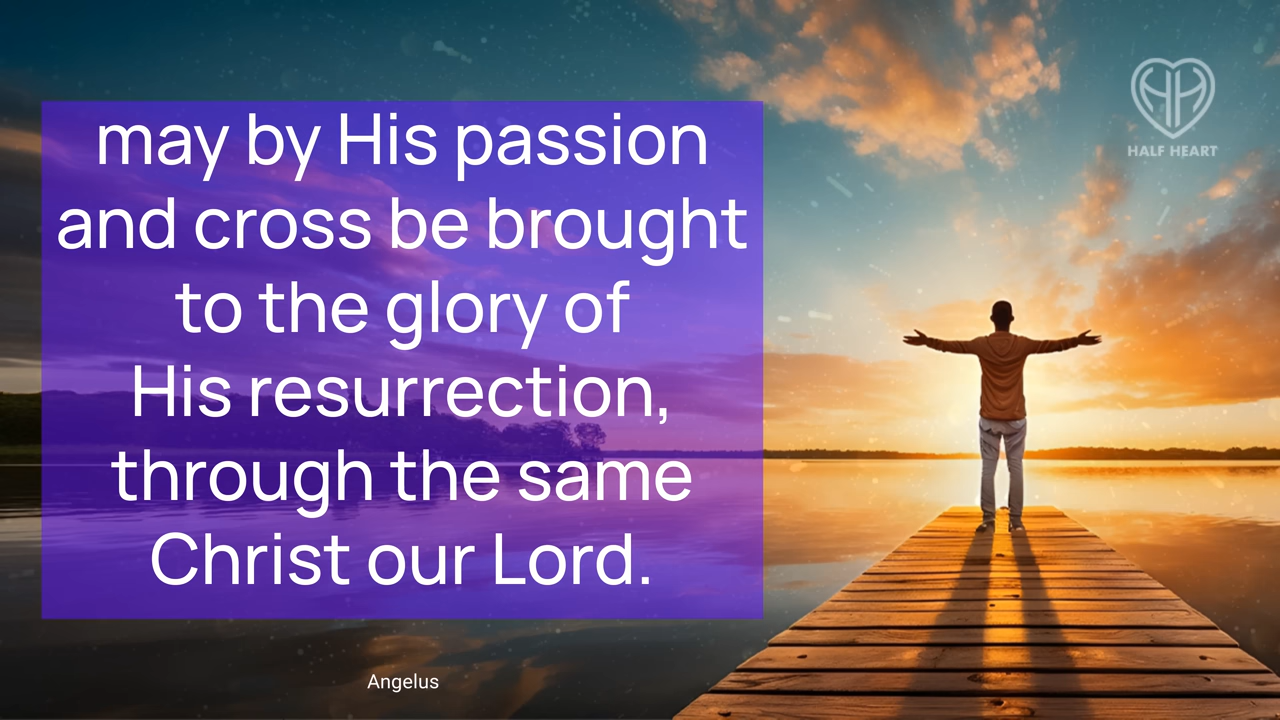 may by His passion
and cross be brought
to the glory of
His resurrection,
through the same
Christ our Lord.
Angelus
HALF HEART